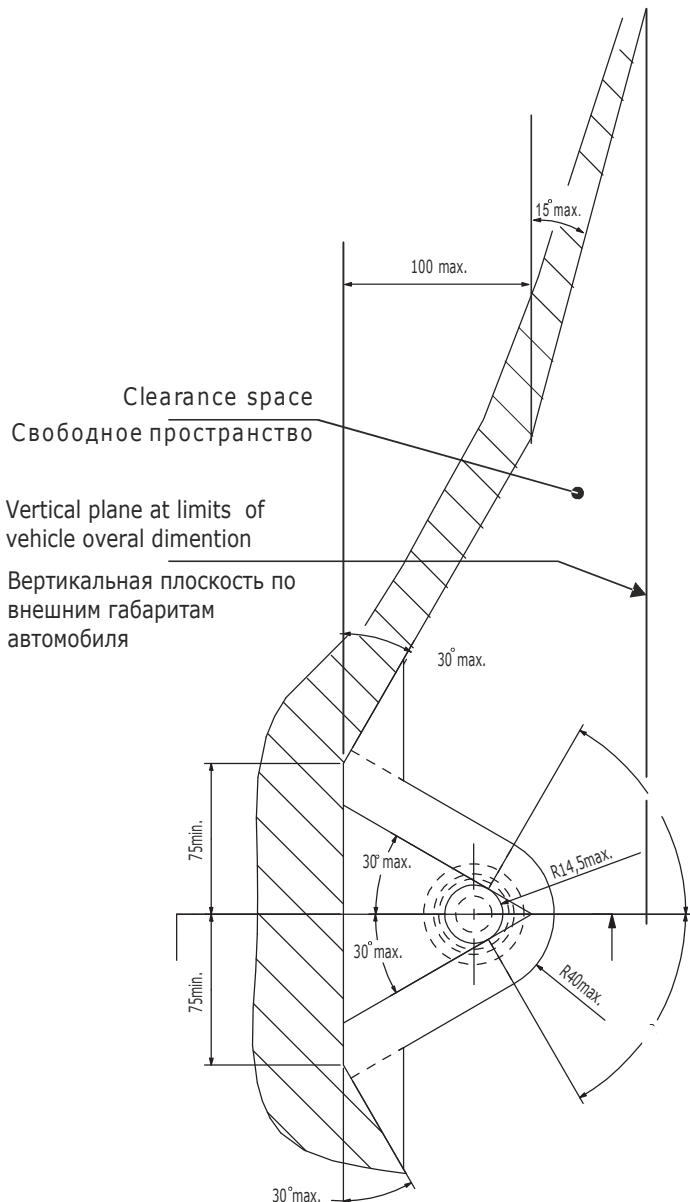 15°max.
100 max.
Clearance space
Свободное пространство
Vertical plane at limits of
vehicle overal dimention
Вертикальная плоскость по
внешним габаритам
автомобиля
30°max.
75min.
30°max.
R14,5max.
30°max.
75min.
R40max.
30°max.